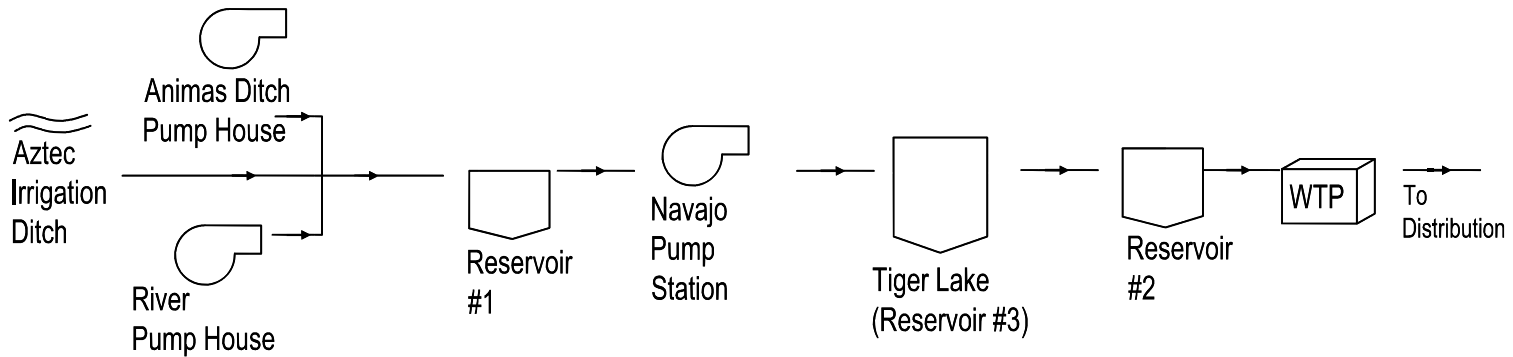 Animas Ditch
Pump House
Aztec
Irrigation
Ditch
River
Pump House
Reservoir
#1
Navajo
Pump
Station
Tiger Lake
(Reservoir #3)
Reservoir
#2
WTP
To
Distribution